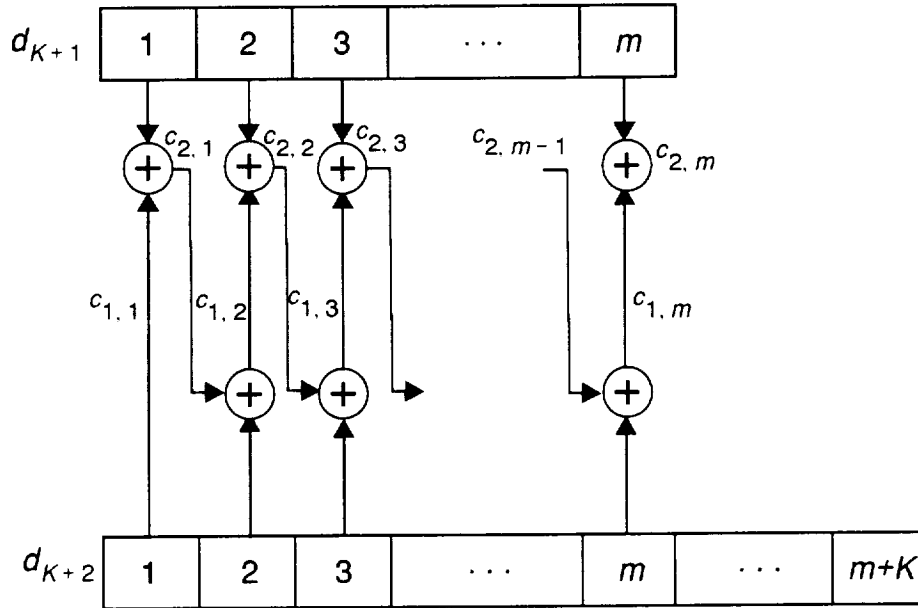 d_{K+1} 1 2 3 ... m
+ c_{2,1} + c_{2,2} + c_{2,3} c_{2,m-1} + c_{2,m}
c_{1,1} c_{1,2} c_{1,3} c_{1,m}
+ + +
d_{K+2} 1 2 3 ... m ... m+K